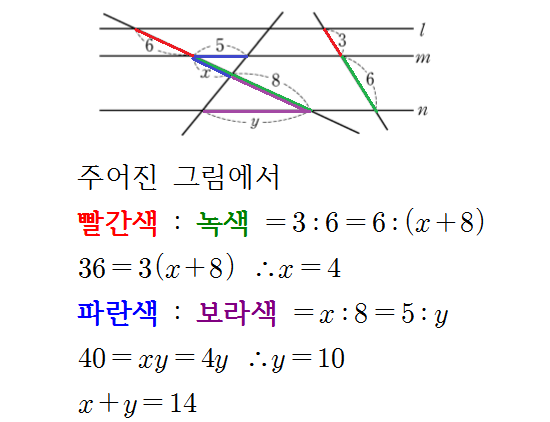 l
6 5 3
m
x 8 6
n
y
주어진 그림에서
빨간색 : 녹색 =3:6=6:(x+8)
36=3(x+8) ∴x=4
파란색 : 보라색 =x:8=5:y
40=xy=4y ∴y=10
x+y=14